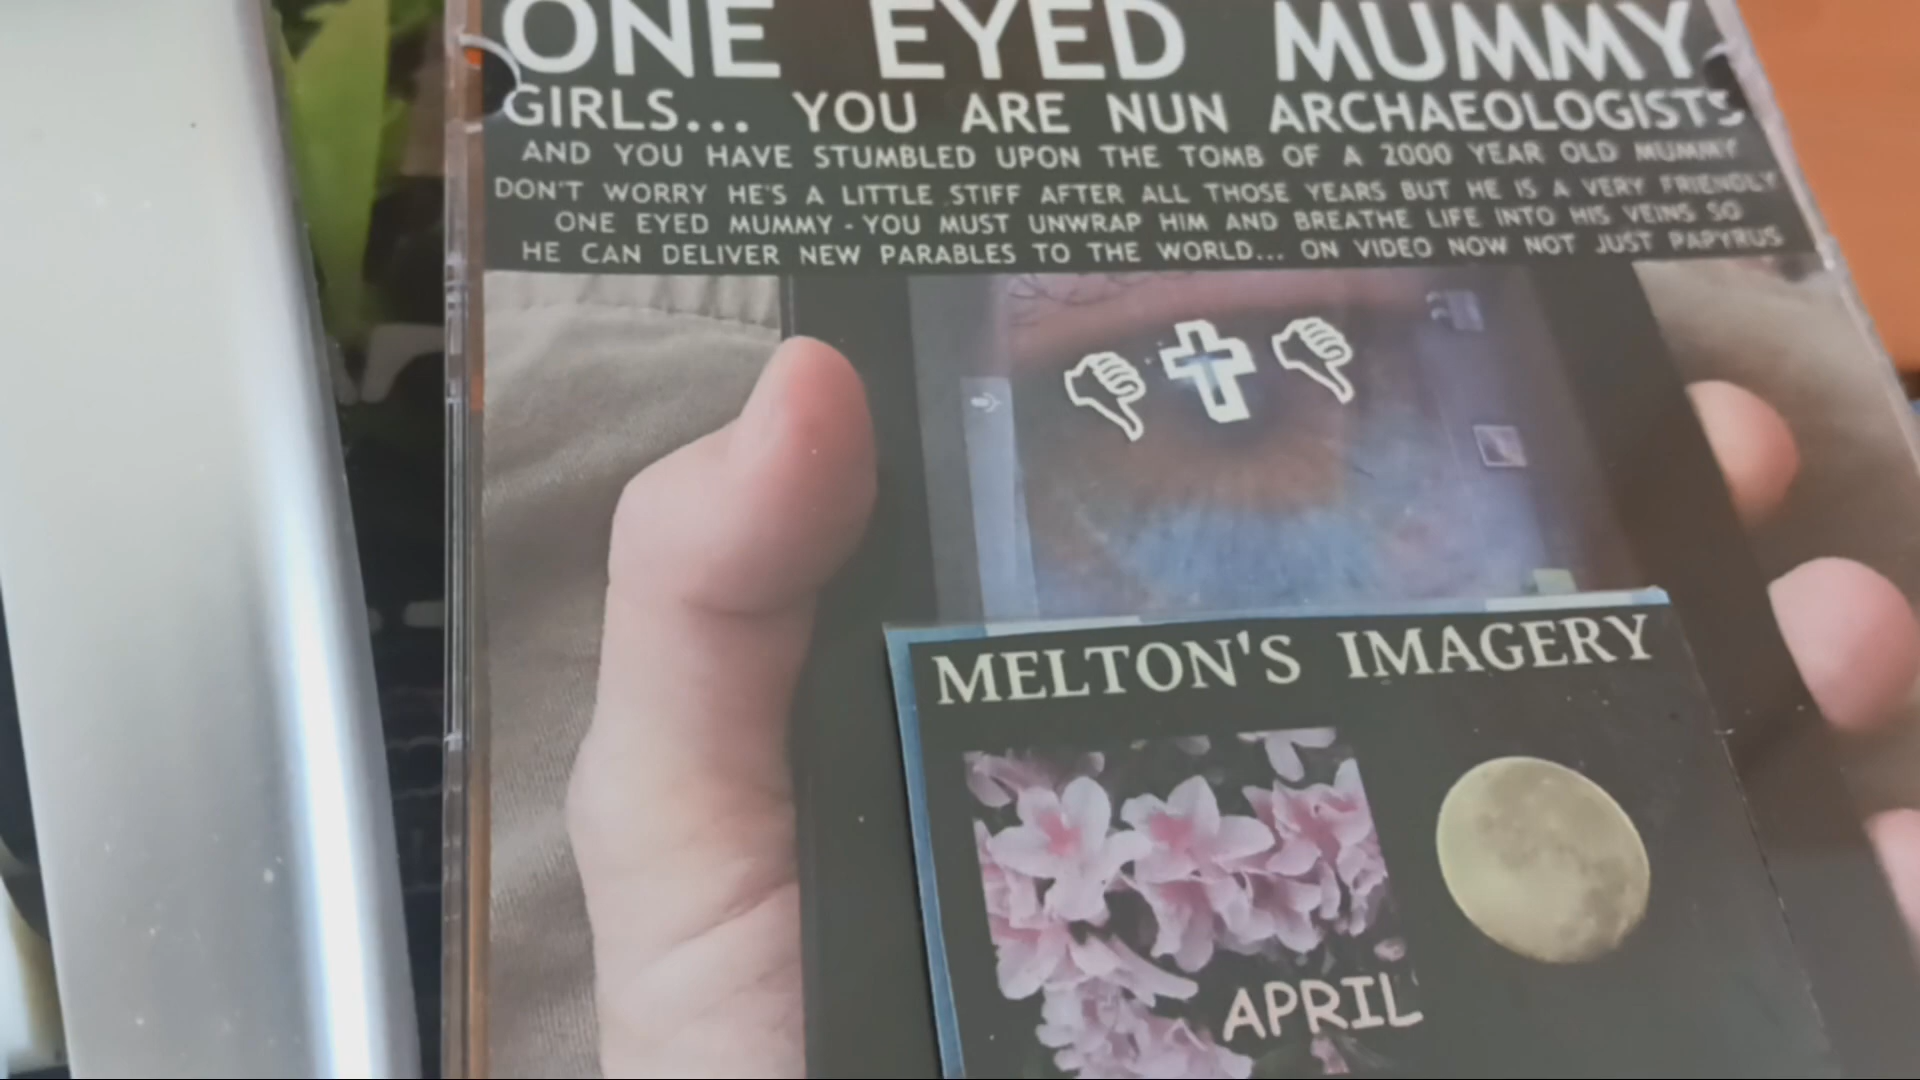 ONE EYED MUMMY
GIRLS... YOU ARE NUN ARCHAEOLOGISTS
AND YOU HAVE STUMBLED UPON THE TOMB OF A 2000 YEAR OLD MUMMY
DON'T WORRY HE'S A LITTLE STIFF AFTER ALL THOSE YEARS BUT HE IS A VERY FRIENDLY
ONE EYED MUMMY - YOU MUST UNWRAP HIM AND BREATHE LIFE INTO HIS VEINS SO
HE CAN DELIVER NEW PARABLES TO THE WORLD... ON VIDEO NOW NOT JUST PAPYRUS
MELTON'S IMAGERY
APRIL